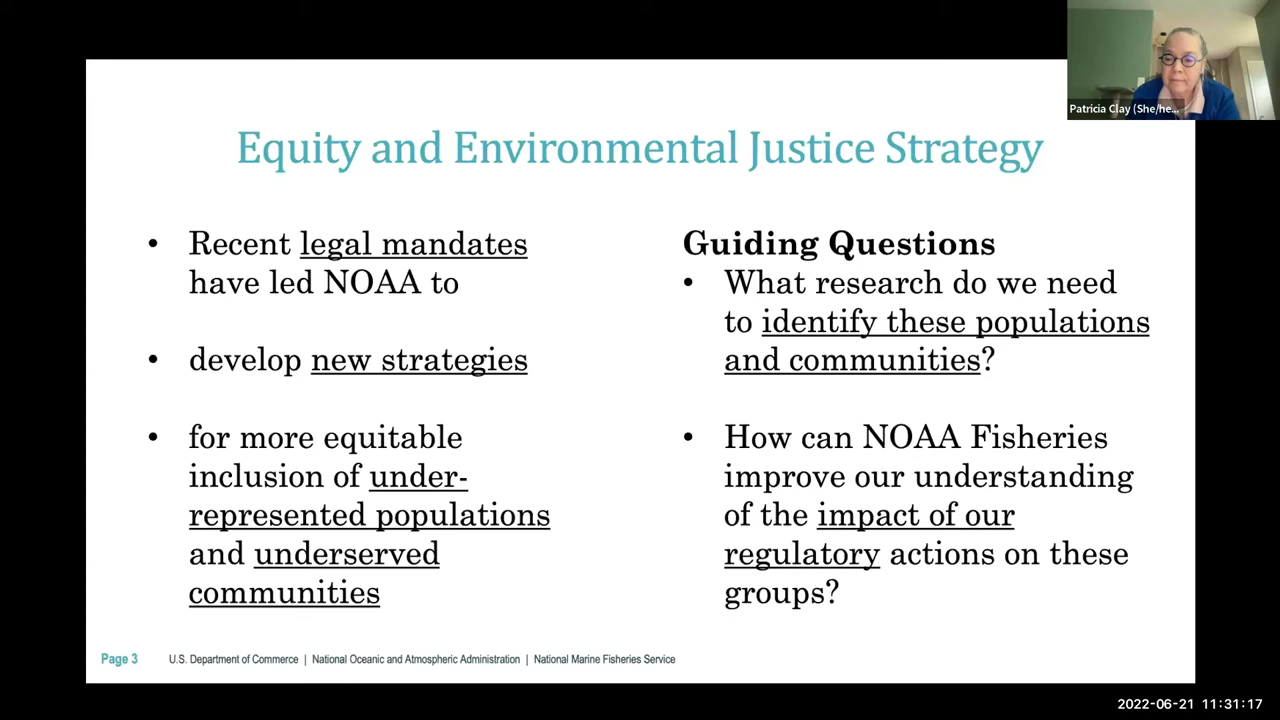 Patricia Clay (She/he...
Equity and Environmental Justice Strategy
• Recent legal mandates
have led NOAA to
• develop new strategies
• for more equitable
inclusion of under-
represented populations
and underserved
communities
Guiding Questions
• What research do we need
to identify these populations
and communities?
• How can NOAA Fisheries
improve our understanding
of the impact of our
regulatory actions on these
groups?
Page 3 U.S. Department of Commerce | National Oceanic and Atmospheric Administration | National Marine Fisheries Service
2022-06-21 11:31:17